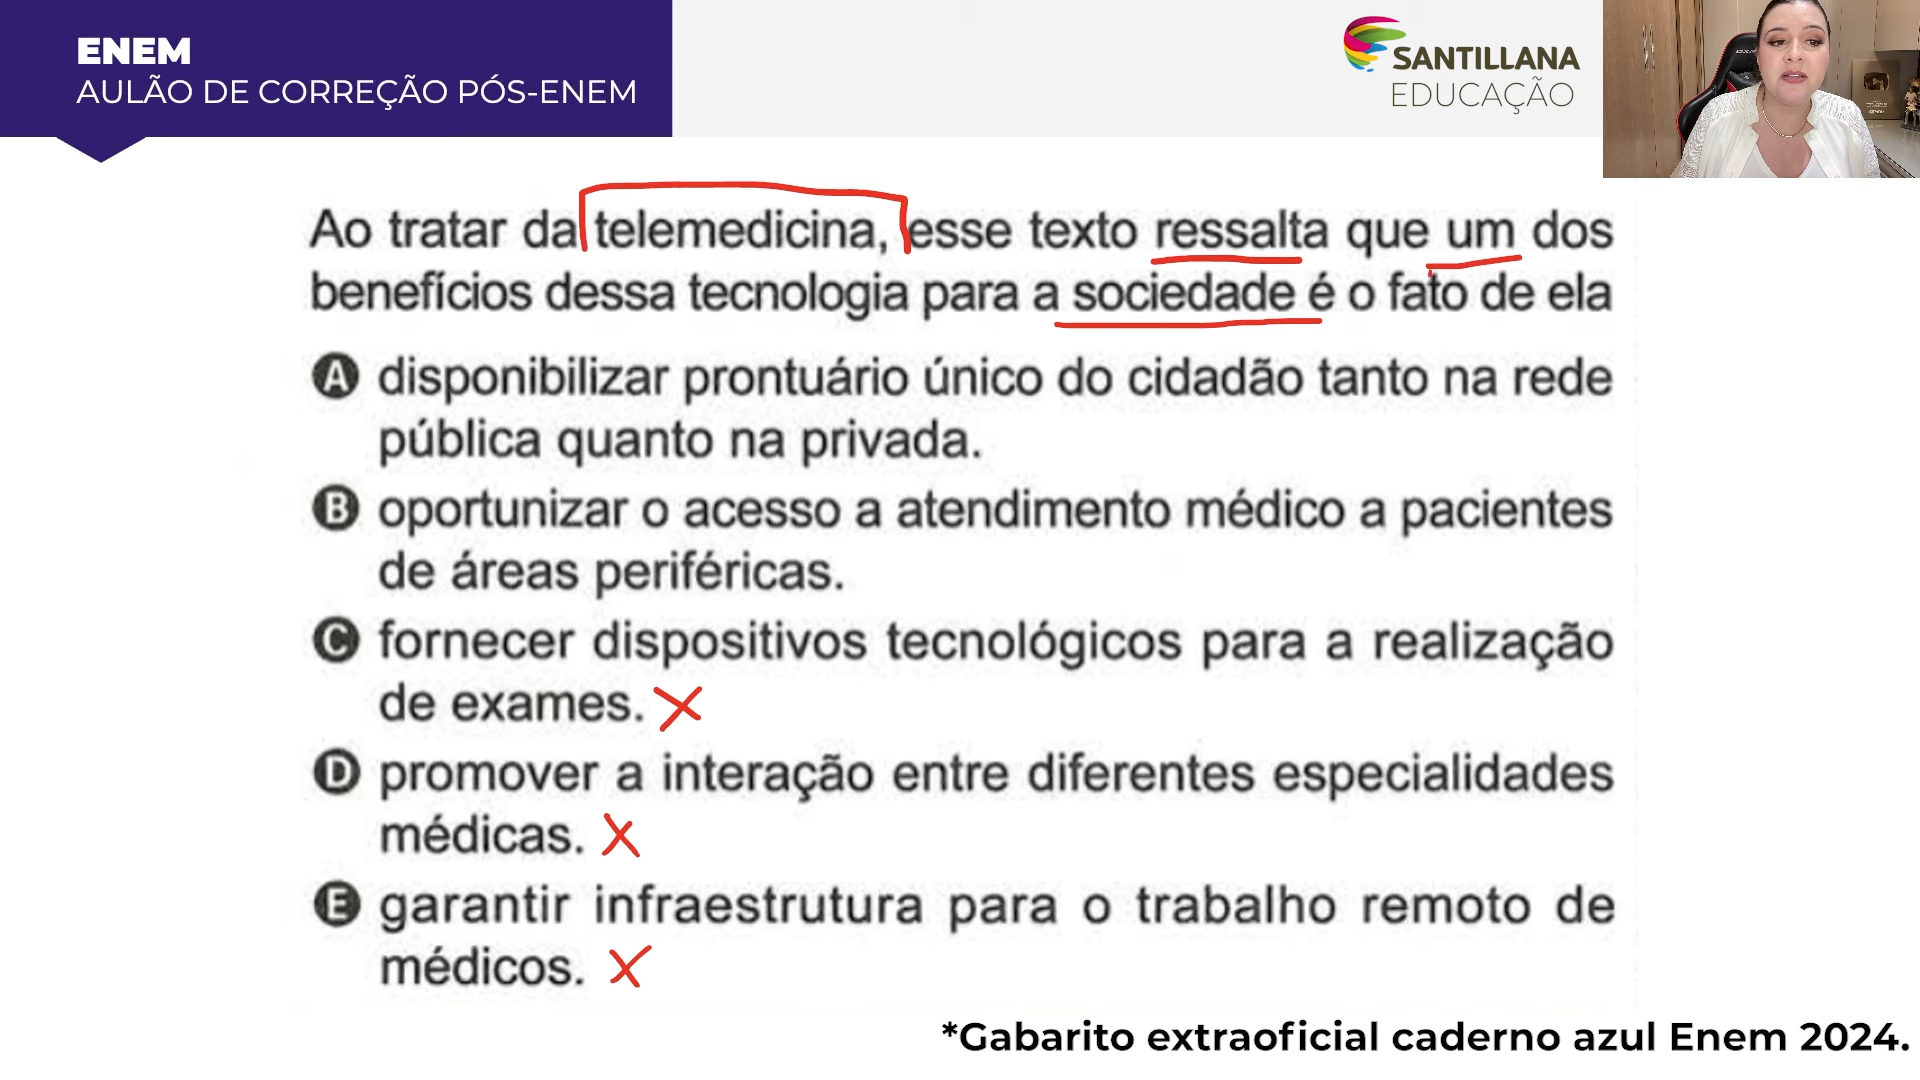 ENEM
AULÃO DE CORREÇÃO PÓS-ENEM
SANTILLANA
EDUCAÇÃO
Ao tratar da telemedicina, esse texto ressalta que um dos
benefícios dessa tecnologia para a sociedade é o fato de ela
A disponibilizar prontuário único do cidadão tanto na rede
pública quanto na privada.
B oportunizar o acesso a atendimento médico a pacientes
de áreas periféricas.
C fornecer dispositivos tecnológicos para a realização
de exames.
D promover a interação entre diferentes especialidades
médicas.
E garantir infraestrutura para o trabalho remoto de
médicos.
*Gabarito extraoficial caderno azul Enem 2024.